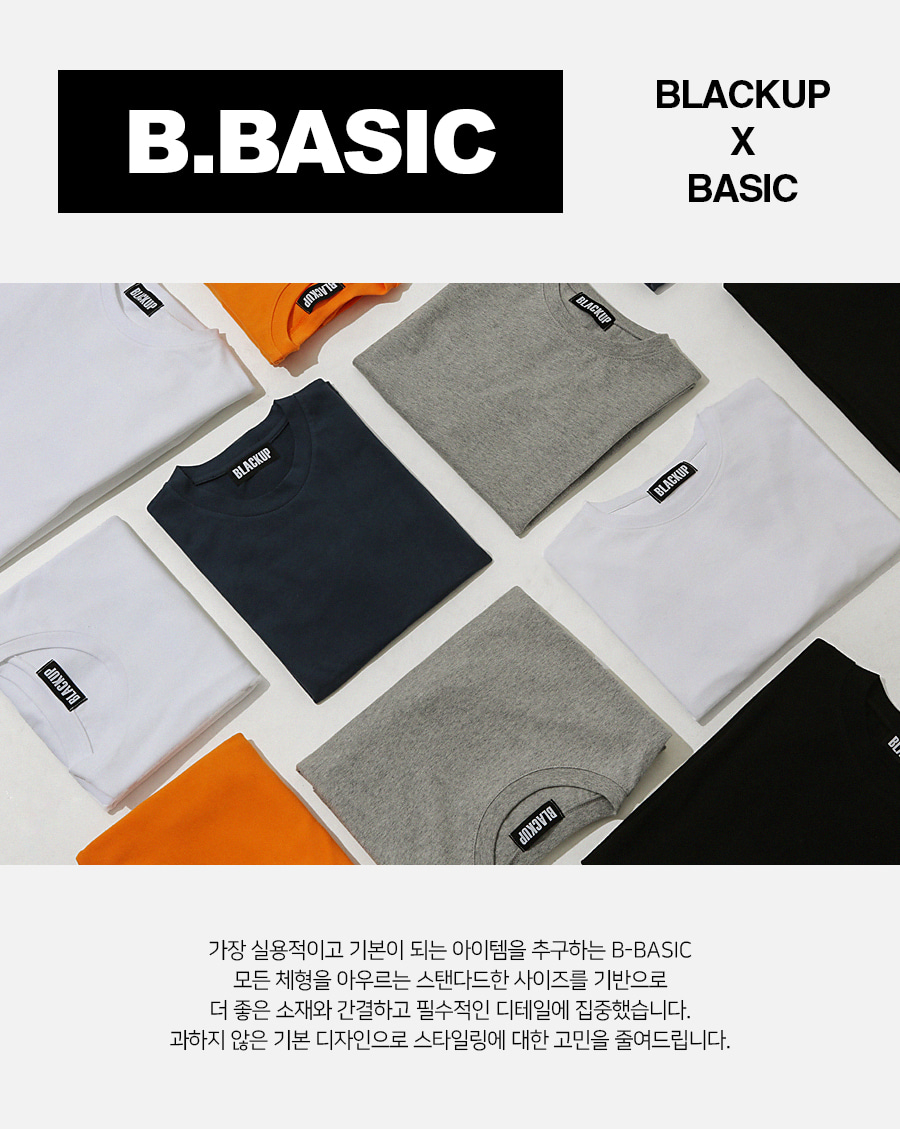 B.BASIC
BLACKUP
X
BASIC
BLACKUP
BLACKUP
BLACKUP
BLACKUP
BLACKUP
BLACKUP
BLACKUP
가장 실용적이고 기본이 되는 아이템을 추구하는 B-BASIC
모든 체형을 아우르는 스탠다드한 사이즈를 기반으로
더 좋은 소재와 간결하고 필수적인 디테일에 집중했습니다.
과하지 않은 기본 디자인으로 스타일링에 대한 고민을 줄여드립니다.